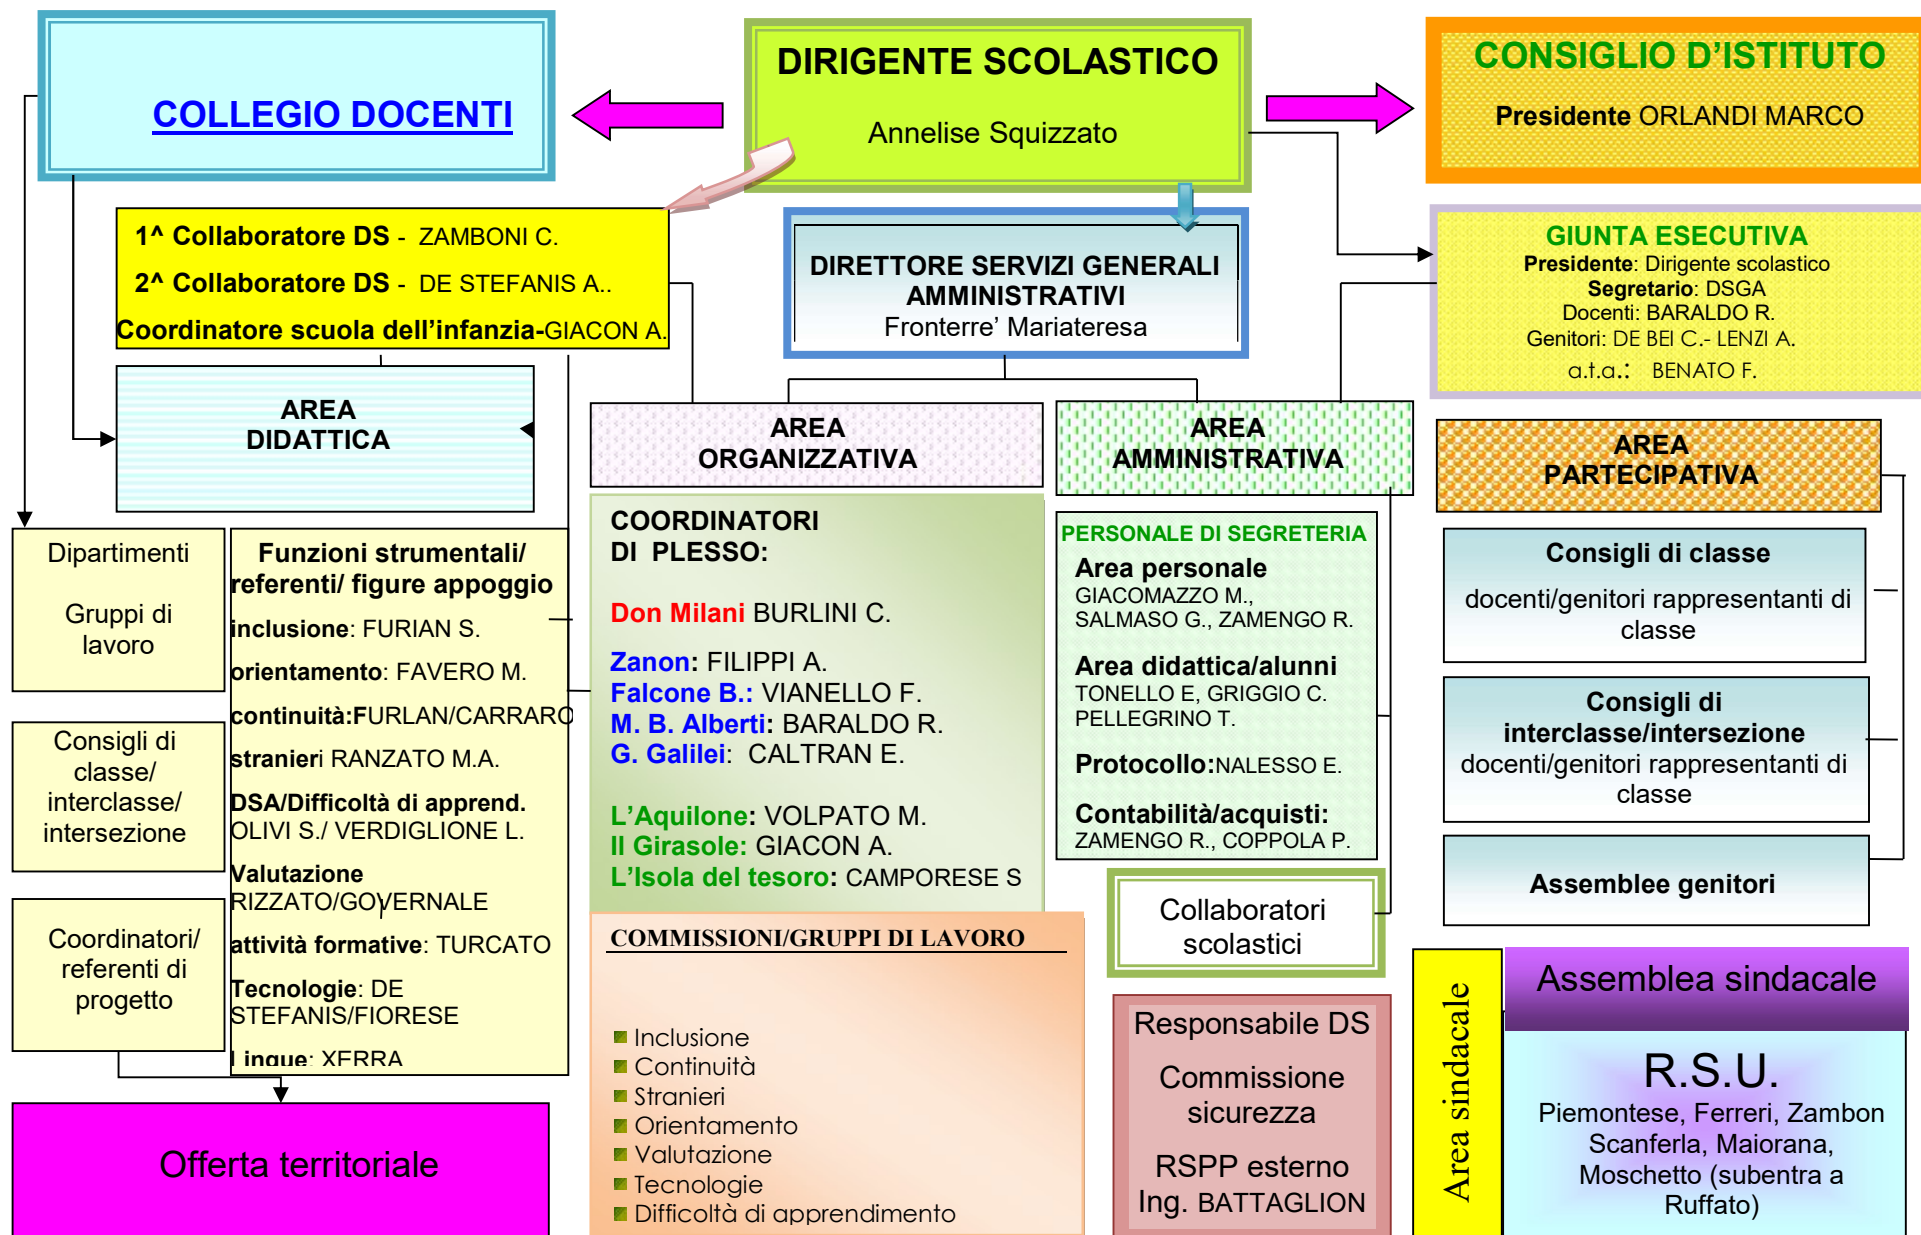 COLLEGIO DOCENTI
DIRIGENTE SCOLASTICO
Annelise Squizzato
CONSIGLIO D'ISTITUTO
Presidente ORLANDI MARCO
1^ Collaboratore DS - ZAMBONI C.
2^ Collaboratore DS - DE STEFANIS A..
Coordinatore scuola dell’infanzia-GIACON A.
DIRETTORE SERVIZI GENERALI
AMMINISTRATIVI
Fronterre’ Mariateresa
GIUNTA ESECUTIVA
Presidente: Dirigente scolastico
Segretario: DSGA
Docenti: BARALDO R.
Genitori: DE BEI C.- LENZI A.
a.t.a.: BENATO F.
AREA
DIDATTICA
AREA
ORGANIZZATIVA
AREA
AMMINISTRATIVA
AREA
PARTECIPATIVA
Dipartimenti
Gruppi di
lavoro
Consigli di
classe/
interclasse/
intersezione
Coordinatori/
referenti di
progetto
Funzioni strumentali/
referenti/ figure appoggio
inclusione: FURIAN S.
orientamento: FAVERO M.
continuità:FURLAN/CARRARO
stranieri RANZATO M.A.
DSA/Difficoltà di apprend.
OLIVI S./ VERDIGLIONE L.
Valutazione
RIZZATO/GOVERNALE
attività formative: TURCATO
Tecnologie: DE
STEFANIS/FIORESE
Lingue: XERRA
Offerta territoriale
COORDINATORI
DI PLESSO:
Don Milani BURLINI C.
Zanon: FILIPPI A.
Falcone B.: VIANELLO F.
M. B. Alberti: BARALDO R.
G. Galilei: CALTRAN E.
L’Aquilone: VOLPATO M.
Il Girasole: GIACON A.
L’Isola del tesoro: CAMPORESE S
COMMISSIONI/GRUPPI DI LAVORO
Inclusione
Continuità
Stranieri
Orientamento
Valutazione
Tecnologie
Difficoltà di apprendimento
PERSONALE DI SEGRETERIA
Area personale
GIACOMAZZO M.,
SALMASO G., ZAMENGO R.
Area didattica/alunni
TONELLO E, GRIGGIO C.
PELLEGRINO T.
Protocollo:NALESSO E.
Contabilità/acquisti:
ZAMENGO R., COPPOLA P.
Collaboratori
scolastici
Responsabile DS
Commissione
sicurezza
RSPP esterno
Ing. BATTAGLION
Consigli di classe
docenti/genitori rappresentanti di
classe
Consigli di
interclasse/intersezione
docenti/genitori rappresentanti di
classe
Assemblee genitori
Area sindacale
Assemblea sindacale
R.S.U.
Piemontese, Ferreri, Zambon
Scanferla, Maiorana,
Moschetto (subentra a
Ruffato)